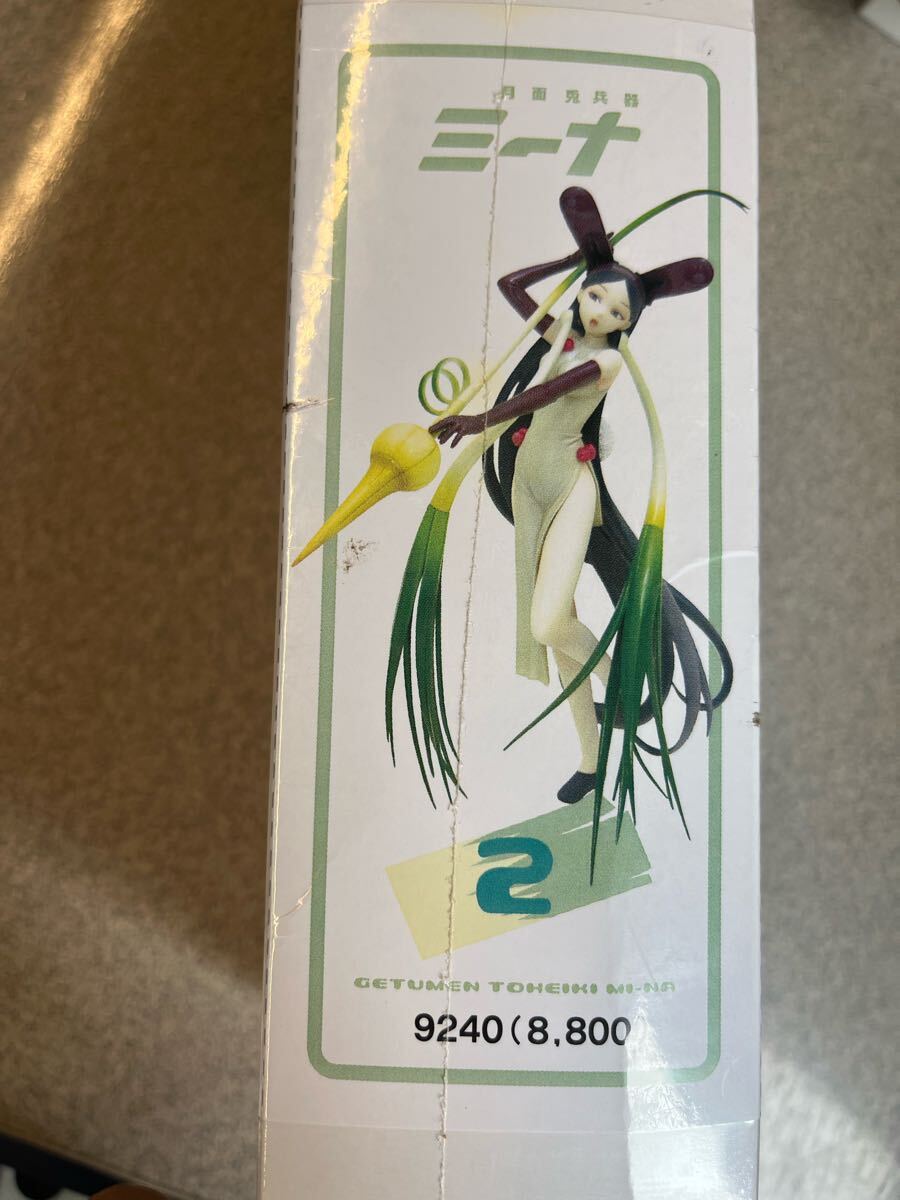 月面兎兵器
ミーナ
2
GETUMEN TOHEIKI MI-NA
9240(8,800)